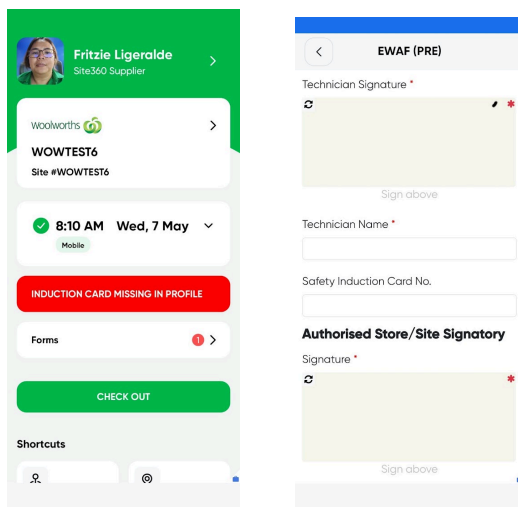 Fritzie Ligeralde
Site360 Supplier
woolworths
WOWTEST6
Site #WOWTEST6
8:10 AM Wed, 7 May
Mobile
INDUCTION CARD MISSING IN PROFILE
Forms 1
CHECK OUT
Shortcuts
EWAF (PRE)
Technician Signature *
*
Sign above
Technician Name *
Safety Induction Card No.
Authorised Store/Site Signatory
Signature *
*
Sign above